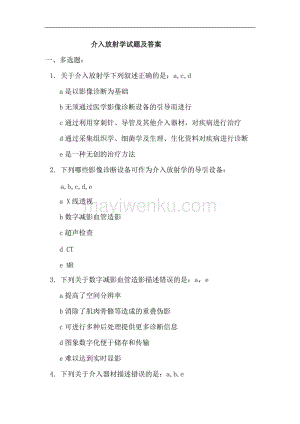 介入放射学试题及答案
一、多选题:
1. 关于介入放射学下列叙述正确的是:a,c,d
a 是以影像诊断为基础
b 无须通过医学影像诊断设备的引导用进行
c 通过利用穿刺针、导管及其他介入器材,对疾病进行治疗
d 通过采集组织学、细菌学及生理、生化资料对疾病进行诊断
e 是一种无创的治疗方法
2. 下列哪些影像诊断设备可作为介入放射学的导引设备:
a,b,c,d,e
a X线透视
b 数字减影血管造影
c 超声检查
d CT
e MR
3. 下列关于数字减影血管造影描述错误的是:a,e
a 提高了空间分辨率
b 消除了肌肉骨骼等造成的重叠伪影
c 可进行多种后处理提供更多诊断信息
d 图象数字化便于储存和传输
e 难以达到实时显影
4. 下列关于介入器材描述错误的是:a,b,e
mayiwenku.com